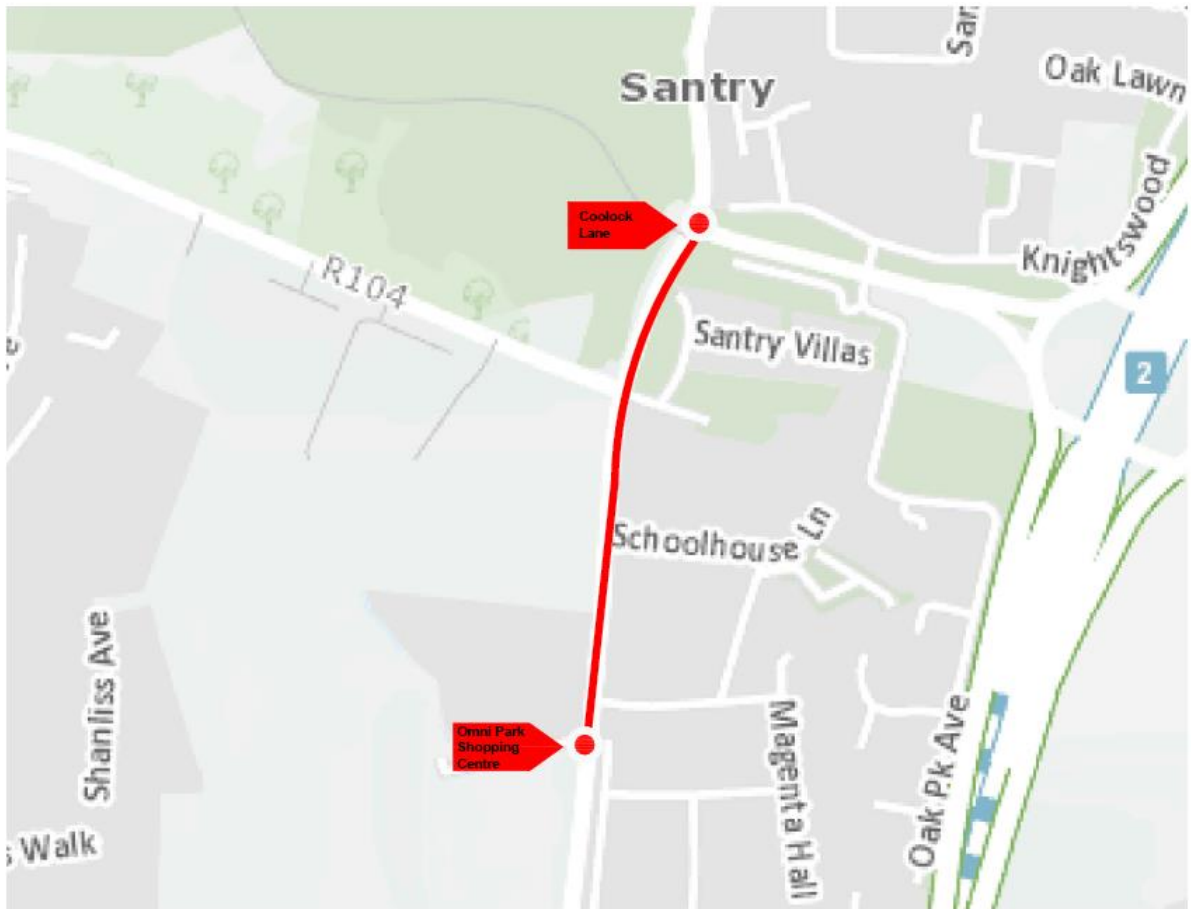 Santry
San
Oak Lawn
Coolock
Lane
Knightswood
R104
Santry Villas
2
Schoolhouse Ln
Shanliss Ave
Omni Park
Shopping
Centre
Magenta Hall
Oak Pk Ave
s Walk